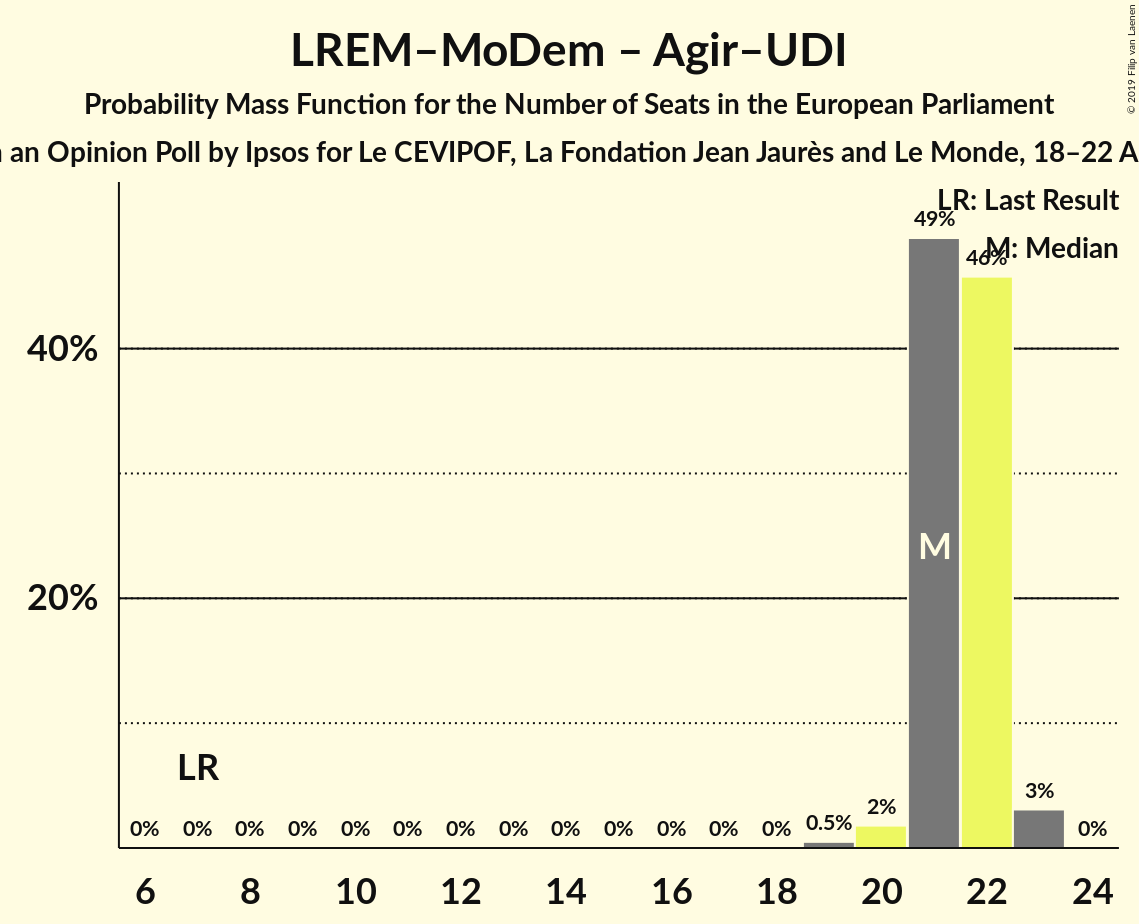 LREM–MoDem – Agir–UDI
Probability Mass Function for the Number of Seats in the European Parliament
an Opinion Poll by Ipsos for Le CEVIPOF, La Fondation Jean Jaurès and Le Monde, 18–22 A
© 2019 Filip van Laenen
LR: Last Result
M: Median
49%
46%
40%
M
20%
LR
0% 0% 0% 0% 0% 0% 0% 0% 0% 0% 0% 0% 0% 0.5% 2% 3% 0%
6 8 10 12 14 16 18 20 22 24